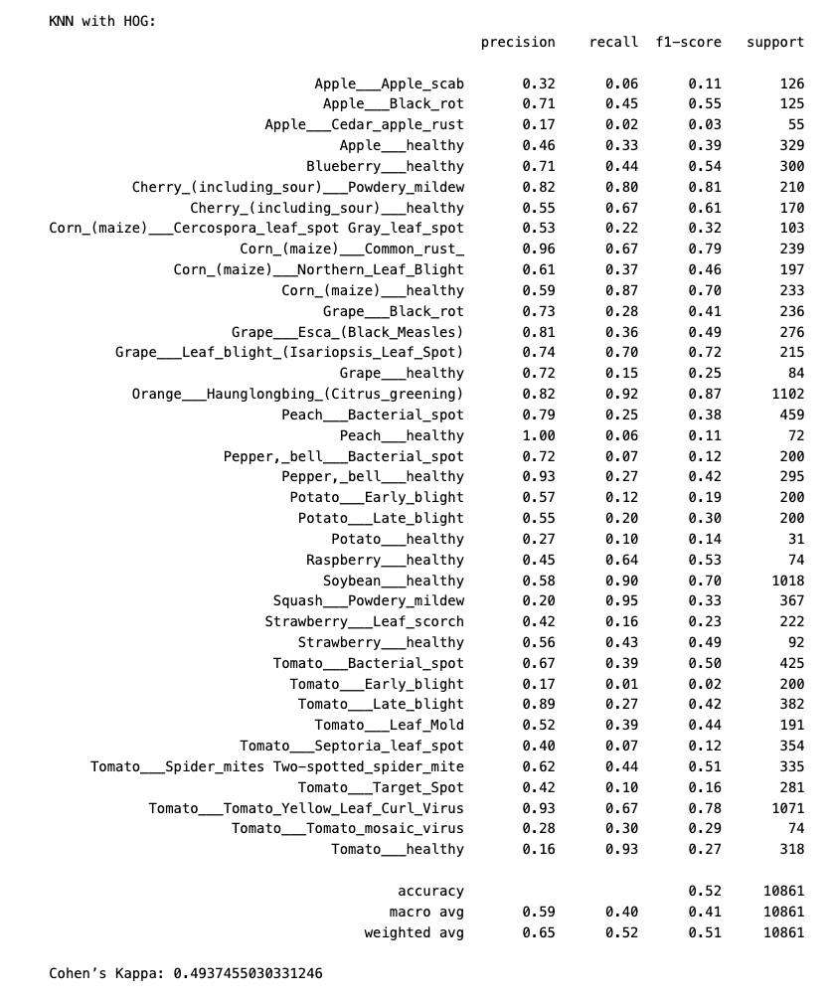 KNN with HOG:
precision recall f1-score support
Apple___Apple_scab 0.32 0.06 0.11 126
Apple___Black_rot 0.71 0.45 0.55 125
Apple___Cedar_apple_rust 0.17 0.02 0.03 55
Apple___healthy 0.46 0.33 0.39 329
Blueberry___healthy 0.71 0.44 0.54 300
Cherry_(including_sour)___Powdery_mildew 0.82 0.80 0.81 210
Cherry_(including_sour)___healthy 0.55 0.67 0.61 170
Corn_(maize)___Cercospora_leaf_spot Gray_leaf_spot 0.53 0.22 0.32 103
Corn_(maize)___Common_rust_ 0.96 0.67 0.79 239
Corn_(maize)___Northern_Leaf_Blight 0.61 0.37 0.46 197
Corn_(maize)___healthy 0.59 0.87 0.70 233
Grape___Black_rot 0.73 0.28 0.41 236
Grape___Esca_(Black_Measles) 0.81 0.36 0.49 276
Grape___Leaf_blight_(Isariopsis_Leaf_Spot) 0.74 0.70 0.72 215
Grape___healthy 0.72 0.15 0.25 84
Orange___Haunglongbing_(Citrus_greening) 0.82 0.92 0.87 1102
Peach___Bacterial_spot 0.79 0.25 0.38 459
Peach___healthy 1.00 0.06 0.11 72
Pepper,_bell___Bacterial_spot 0.72 0.07 0.12 200
Pepper,_bell___healthy 0.93 0.27 0.42 295
Potato___Early_blight 0.57 0.12 0.19 200
Potato___Late_blight 0.55 0.20 0.30 200
Potato___healthy 0.27 0.10 0.14 31
Raspberry___healthy 0.45 0.64 0.53 74
Soybean___healthy 0.58 0.90 0.70 1018
Squash___Powdery_mildew 0.20 0.95 0.33 367
Strawberry___Leaf_scorch 0.42 0.16 0.23 222
Strawberry___healthy 0.56 0.43 0.49 92
Tomato___Bacterial_spot 0.67 0.39 0.50 425
Tomato___Early_blight 0.17 0.01 0.02 200
Tomato___Late_blight 0.89 0.27 0.42 382
Tomato___Leaf_Mold 0.52 0.39 0.44 191
Tomato___Septoria_leaf_spot 0.40 0.07 0.12 354
Tomato___Spider_mites Two-spotted_spider_mite 0.62 0.44 0.51 335
Tomato___Target_Spot 0.42 0.10 0.16 281
Tomato___Tomato_Yellow_Leaf_Curl_Virus 0.93 0.67 0.78 1071
Tomato___Tomato_mosaic_virus 0.28 0.30 0.29 74
Tomato___healthy 0.16 0.93 0.27 318
accuracy 0.52 10861
macro avg 0.59 0.40 0.41 10861
weighted avg 0.65 0.52 0.51 10861
Cohen's Kappa: 0.4937455030331246